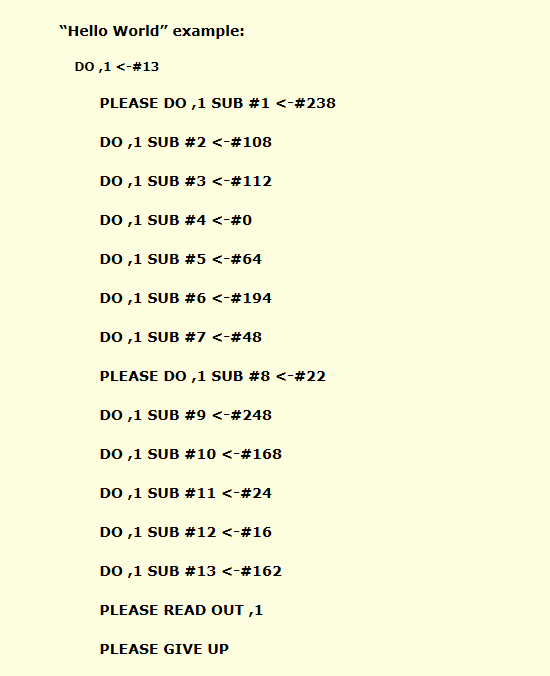 “Hello World” example:
DO ,1 <-#13
PLEASE DO ,1 SUB #1 <-#238
DO ,1 SUB #2 <-#108
DO ,1 SUB #3 <-#112
DO ,1 SUB #4 <-#0
DO ,1 SUB #5 <-#64
DO ,1 SUB #6 <-#194
DO ,1 SUB #7 <-#48
PLEASE DO ,1 SUB #8 <-#22
DO ,1 SUB #9 <-#248
DO ,1 SUB #10 <-#168
DO ,1 SUB #11 <-#24
DO ,1 SUB #12 <-#16
DO ,1 SUB #13 <-#162
PLEASE READ OUT ,1
PLEASE GIVE UP